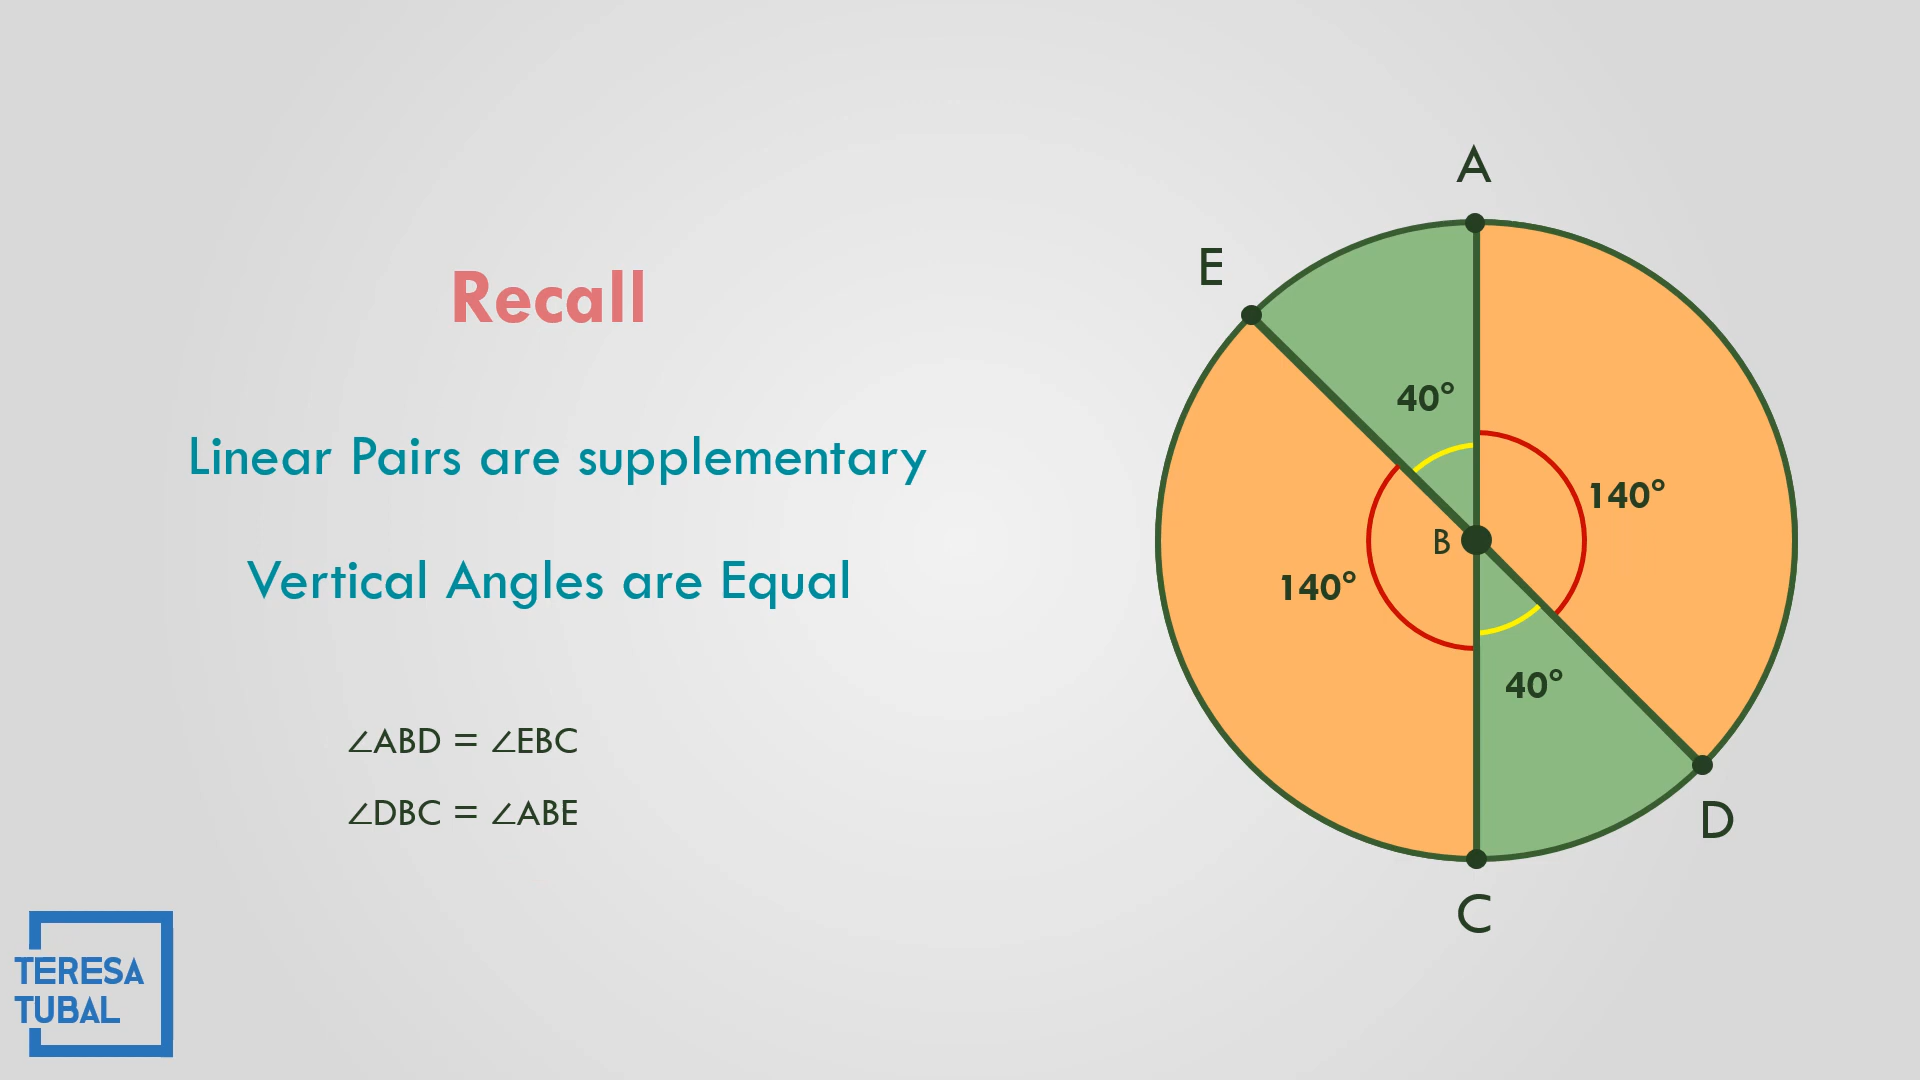 Recall
Linear Pairs are supplementary
Vertical Angles are Equal
∠ABD = ∠EBC
∠DBC = ∠ABE
A
E
40°
140°
B
140°
40°
D
C
TERESA
TUBAL